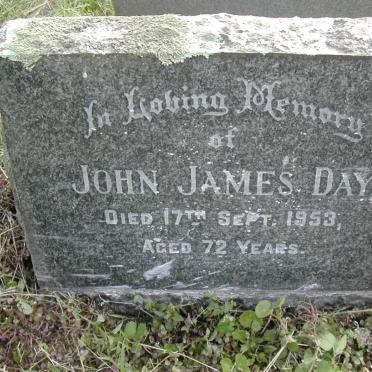 In Loving Memory
of
JOHN JAMES DAY,
DIED 17TH SEPT. 1953,
AGED 72 YEARS.